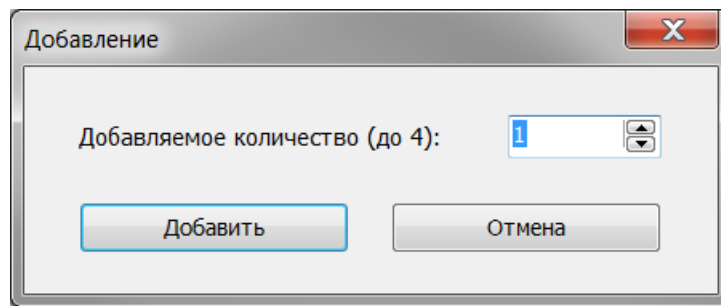 Добавление
Добавляемое количество (до 4): 1
Добавить Отмена